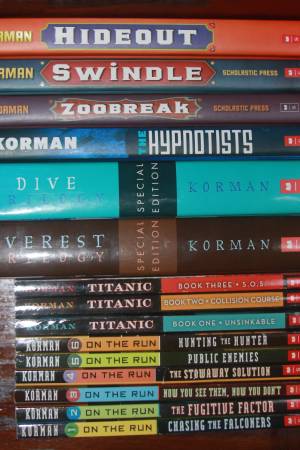 KORMAN HIDEOUT
KORMAN SWINDLE SCHOLASTIC PRESS
KORMAN ZOOBREAK SCHOLASTIC PRESS
KORMAN THE HYPNOTISTS
DIVE TRILOGY SPECIAL EDITION KORMAN
EVEREST TRILOGY SPECIAL EDITION KORMAN
KORMAN TITANIC BOOK THREE • S.O.S.
KORMAN TITANIC BOOK TWO • COLLISION COURSE
KORMAN TITANIC BOOK ONE • UNSINKABLE
KORMAN 6 ON THE RUN HUNTING THE HUNTER
KORMAN 5 ON THE RUN PUBLIC ENEMIES
KORMAN 4 ON THE RUN THE STOWAWAY SOLUTION
KORMAN 3 ON THE RUN NOW YOU SEE THEM, NOW YOU DON'T
KORMAN 2 ON THE RUN THE FUGITIVE FACTOR
KORMAN 1 ON THE RUN CHASING THE FALCONERS